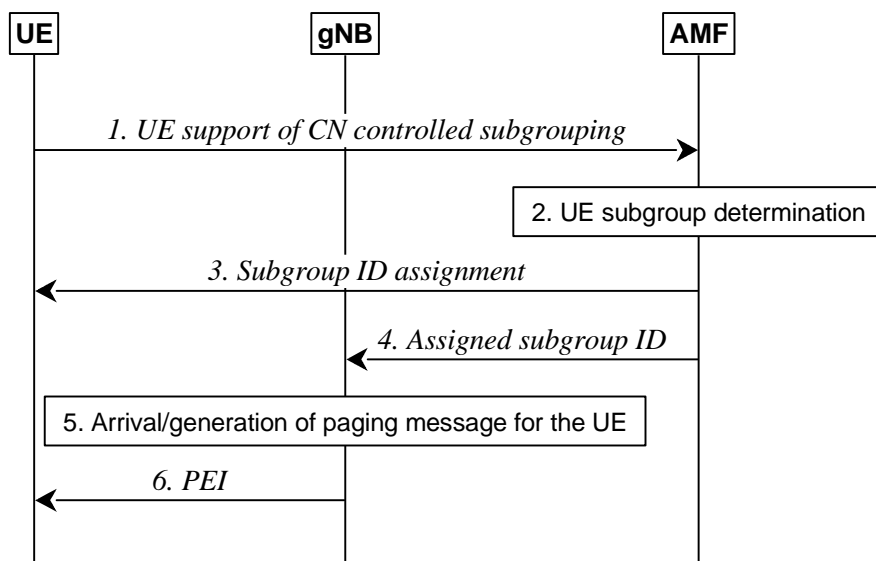 UE gNB AMF
1. UE support of CN controlled subgrouping
2. UE subgroup determination
3. Subgroup ID assignment
4. Assigned subgroup ID
5. Arrival/generation of paging message for the UE
6. PEI